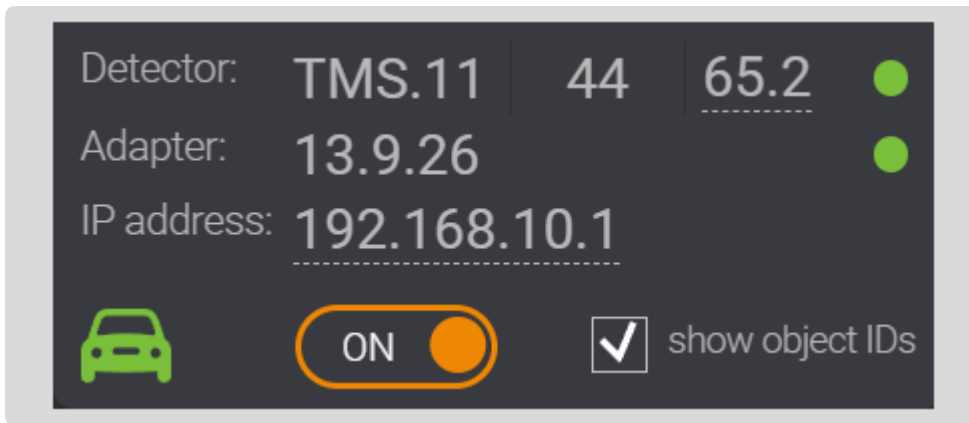 Detector: TMS.11 44 65.2
Adapter: 13.9.26
IP address: 192.168.10.1
ON show object IDs